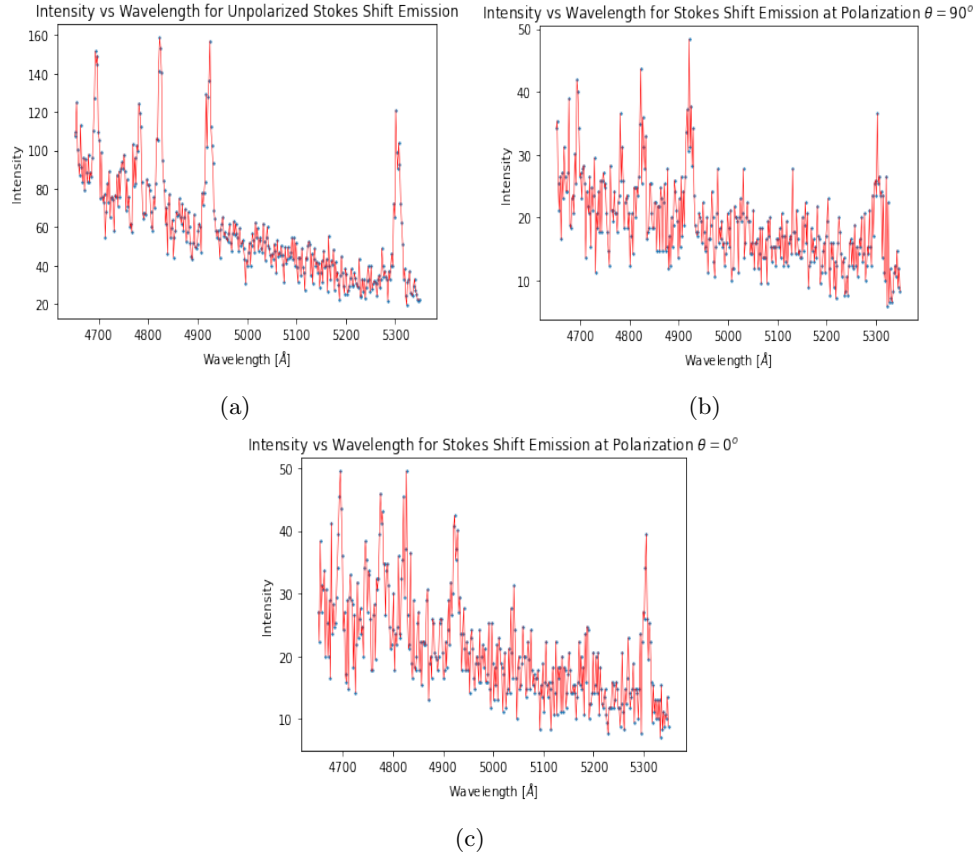 Intensity vs Wavelength for Unpolarized Stokes Shift Emission
160
140
120
100
80
60
40
20
Intensity
4700 4800 4900 5000 5100 5200 5300
Wavelength [Å]
(a)
Intensity vs Wavelength for Stokes Shift Emission at Polarization θ = 90°
50
40
30
20
10
Intensity
4700 4800 4900 5000 5100 5200 5300
Wavelength [Å]
(b)
Intensity vs Wavelength for Stokes Shift Emission at Polarization θ = 0°
50
40
30
20
10
Intensity
4700 4800 4900 5000 5100 5200 5300
Wavelength [Å]
(c)